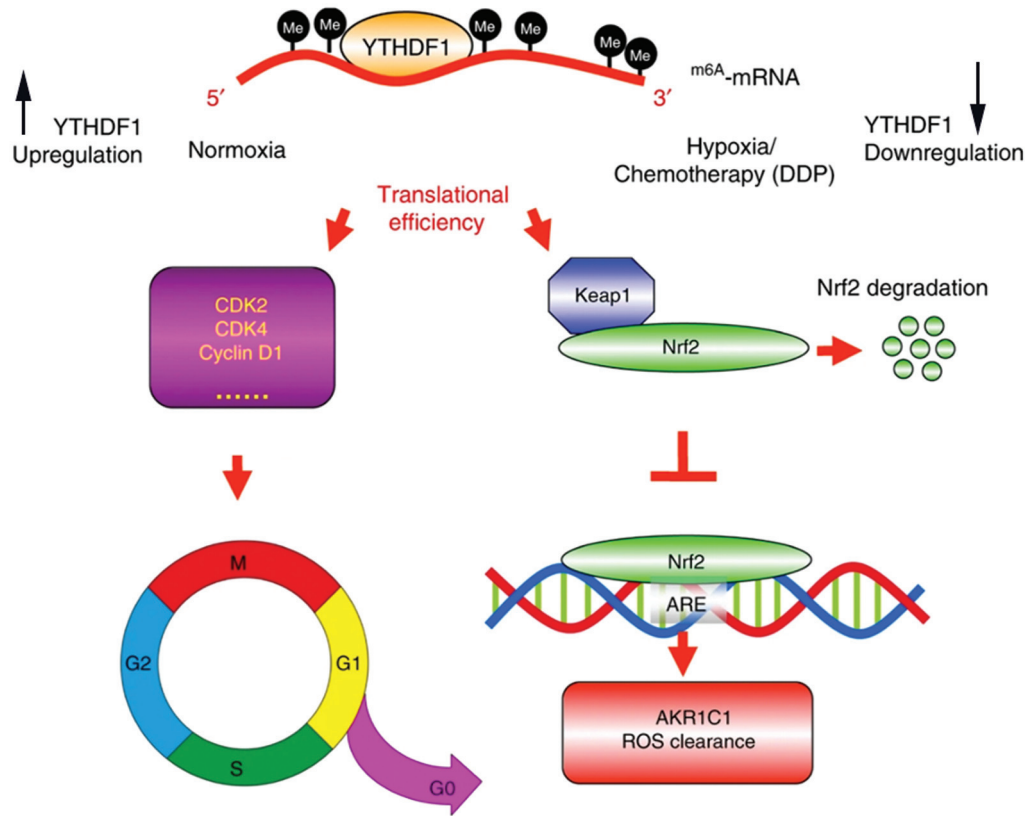 Me
Me
YTHDF1
Me
Me
Me
Me
5′
3′
m6A-mRNA
YTHDF1
Upregulation
Normoxia
Hypoxia/
Chemotherapy (DDP)
YTHDF1
Downregulation
Translational
efficiency
CDK2
CDK4
Cyclin D1
......
Keap1
Nrf2
Nrf2 degradation
M
G1
G2
S
G0
Nrf2
ARE
AKR1C1
ROS clearance